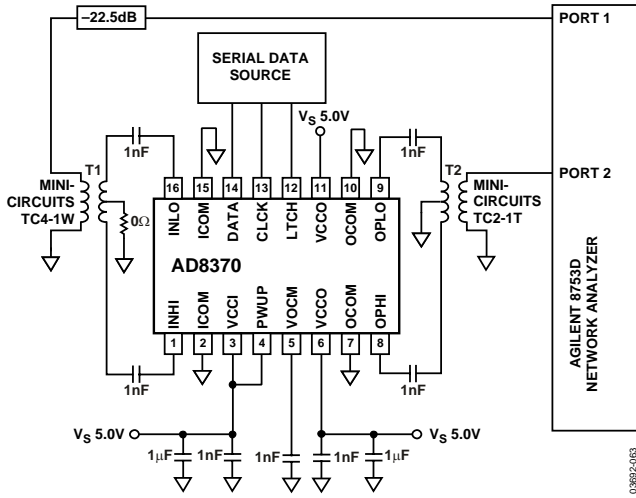 –22.5dB
PORT 1
SERIAL DATA
SOURCE
VS 5.0V
1nF
1nF
T1
T2
16 15 14 13 12 11 10 9
MINI-
CIRCUITS
TC4-1W
0Ω
INLO ICOM DATA CLCK LTCH VCCO OCOM OPLO
MINI-
CIRCUITS
TC2-1T
PORT 2
AD8370
INHI ICOM VCCI PWUP VOCM VCCO OCOM OPHI
1 2 3 4 5 6 7 8
1nF
1nF
AGILENT 8753D
NETWORK ANALYZER
VS 5.0V
VS 5.0V
1µF 1nF 1nF 1nF 1µF
03692-063